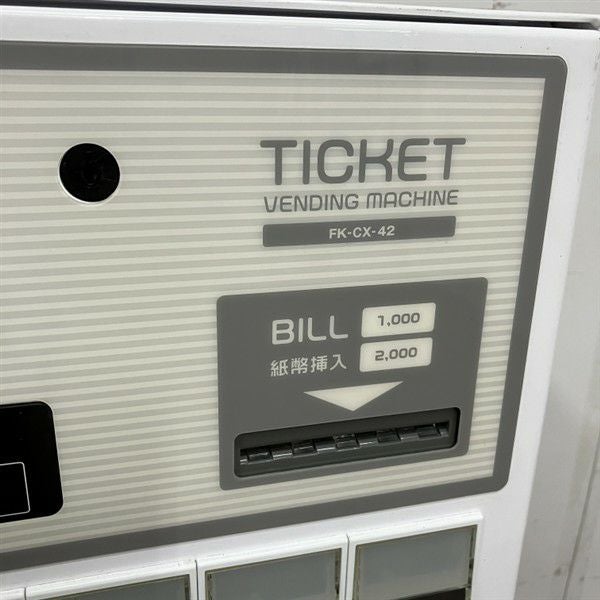 TICKET
VENDING MACHINE
FK-CX-42
BILL 1,000
紙幣挿入 2,000